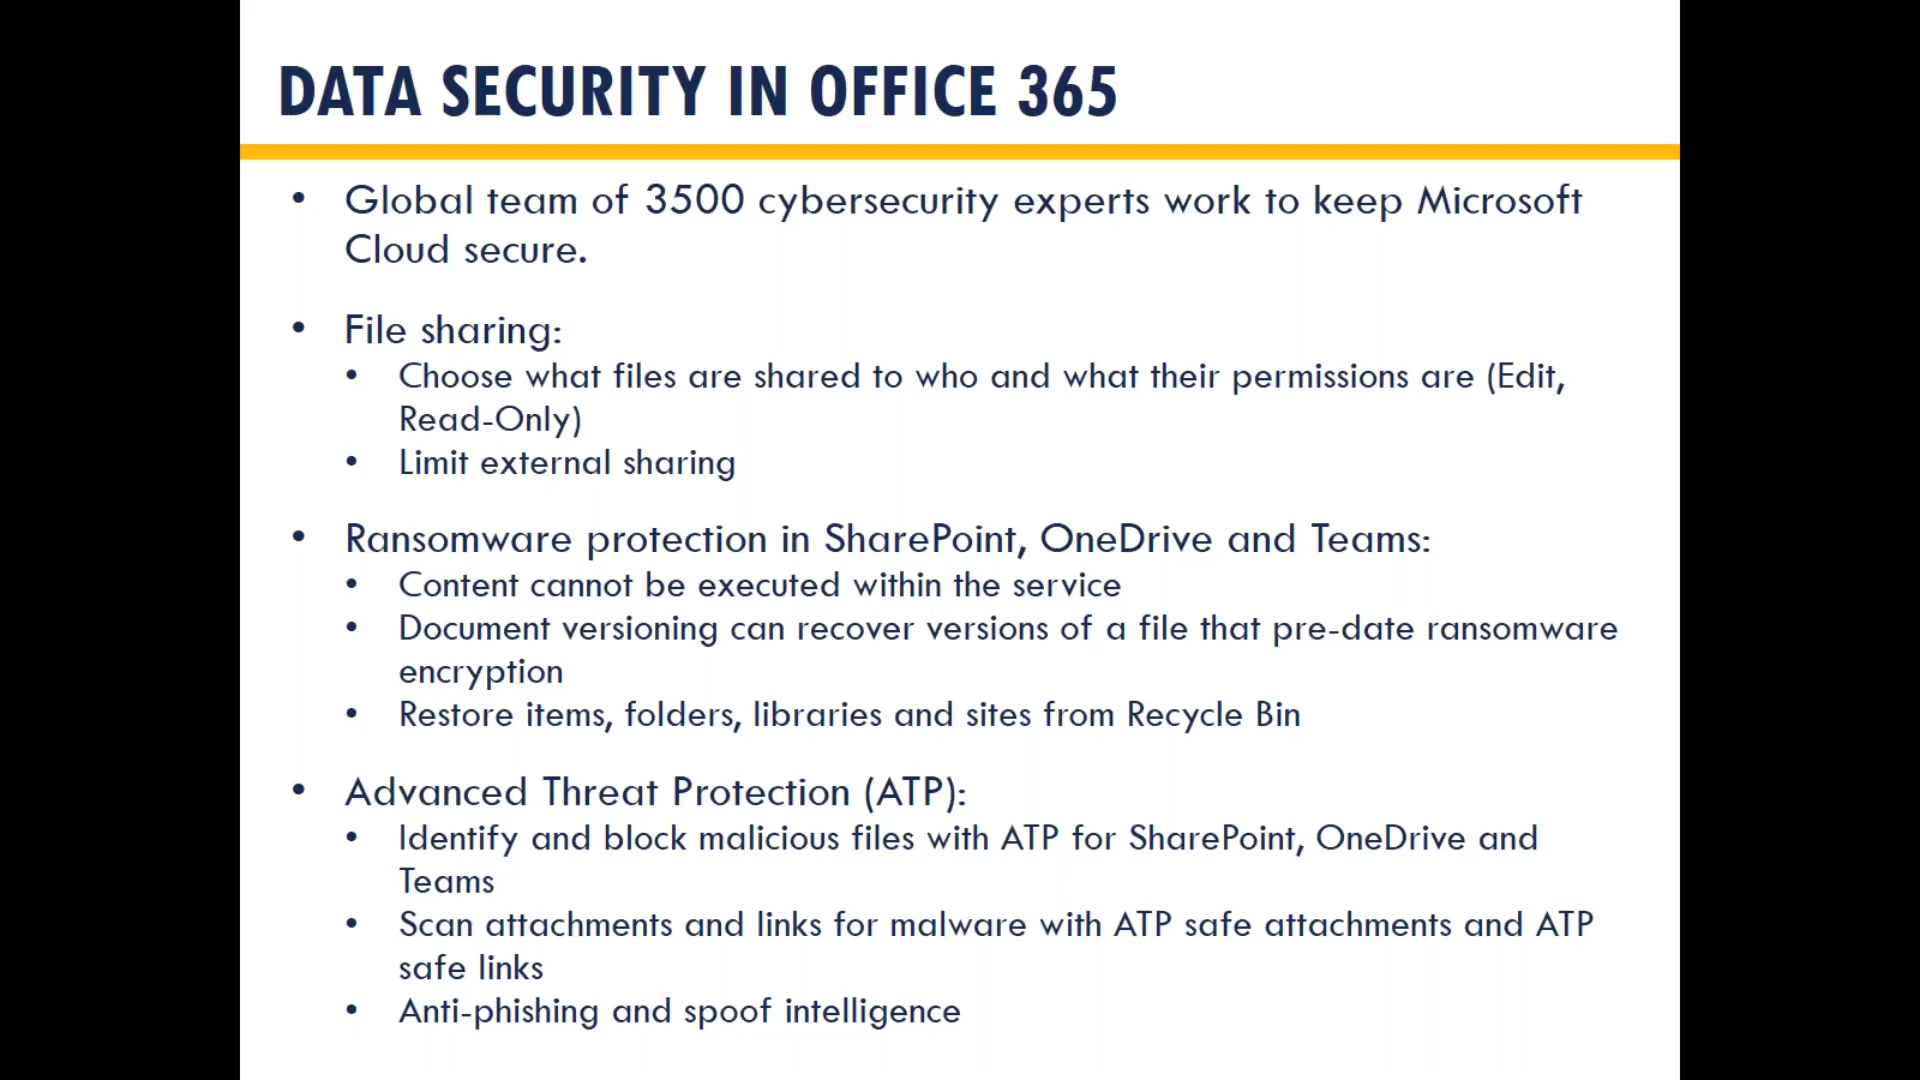 DATA SECURITY IN OFFICE 365
• Global team of 3500 cybersecurity experts work to keep Microsoft
Cloud secure.
• File sharing:
• Choose what files are shared to who and what their permissions are (Edit,
Read-Only)
• Limit external sharing
• Ransomware protection in SharePoint, OneDrive and Teams:
• Content cannot be executed within the service
• Document versioning can recover versions of a file that pre-date ransomware
encryption
• Restore items, folders, libraries and sites from Recycle Bin
• Advanced Threat Protection (ATP):
• Identify and block malicious files with ATP for SharePoint, OneDrive and
Teams
• Scan attachments and links for malware with ATP safe attachments and ATP
safe links
• Anti-phishing and spoof intelligence